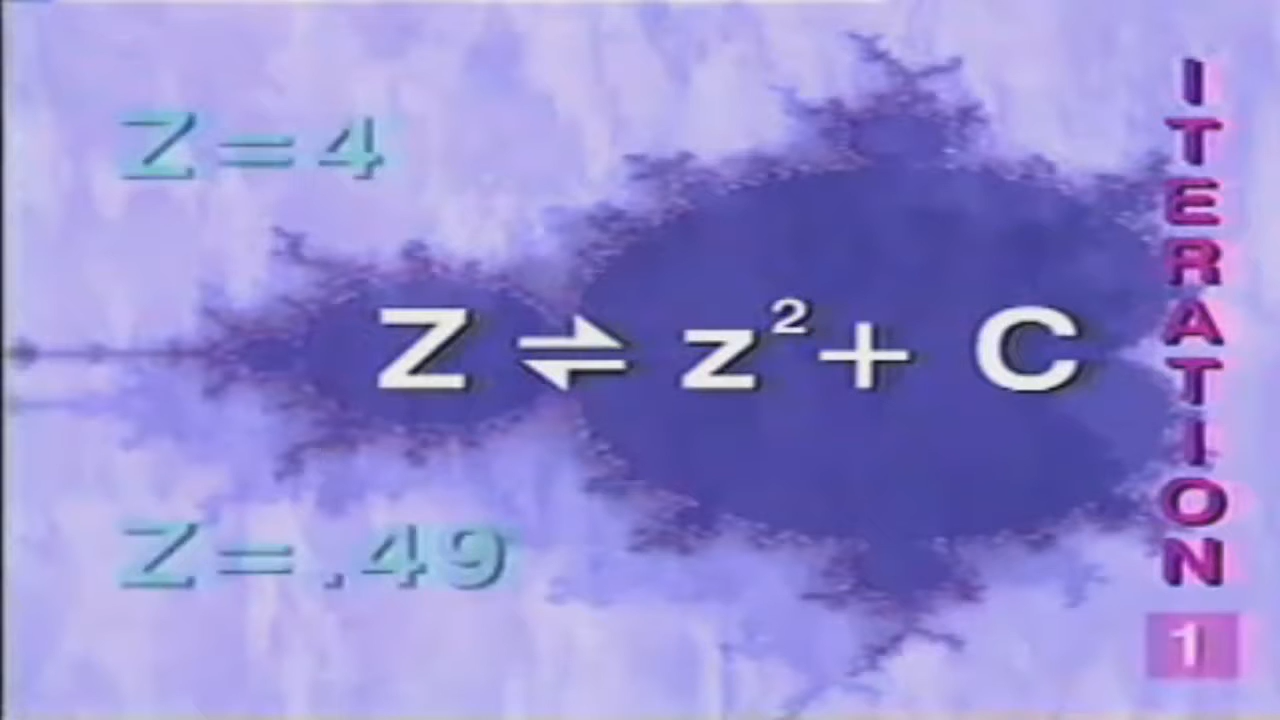 Z=4
Z ⇌ z² + C
Z=.49
ITERATION
1